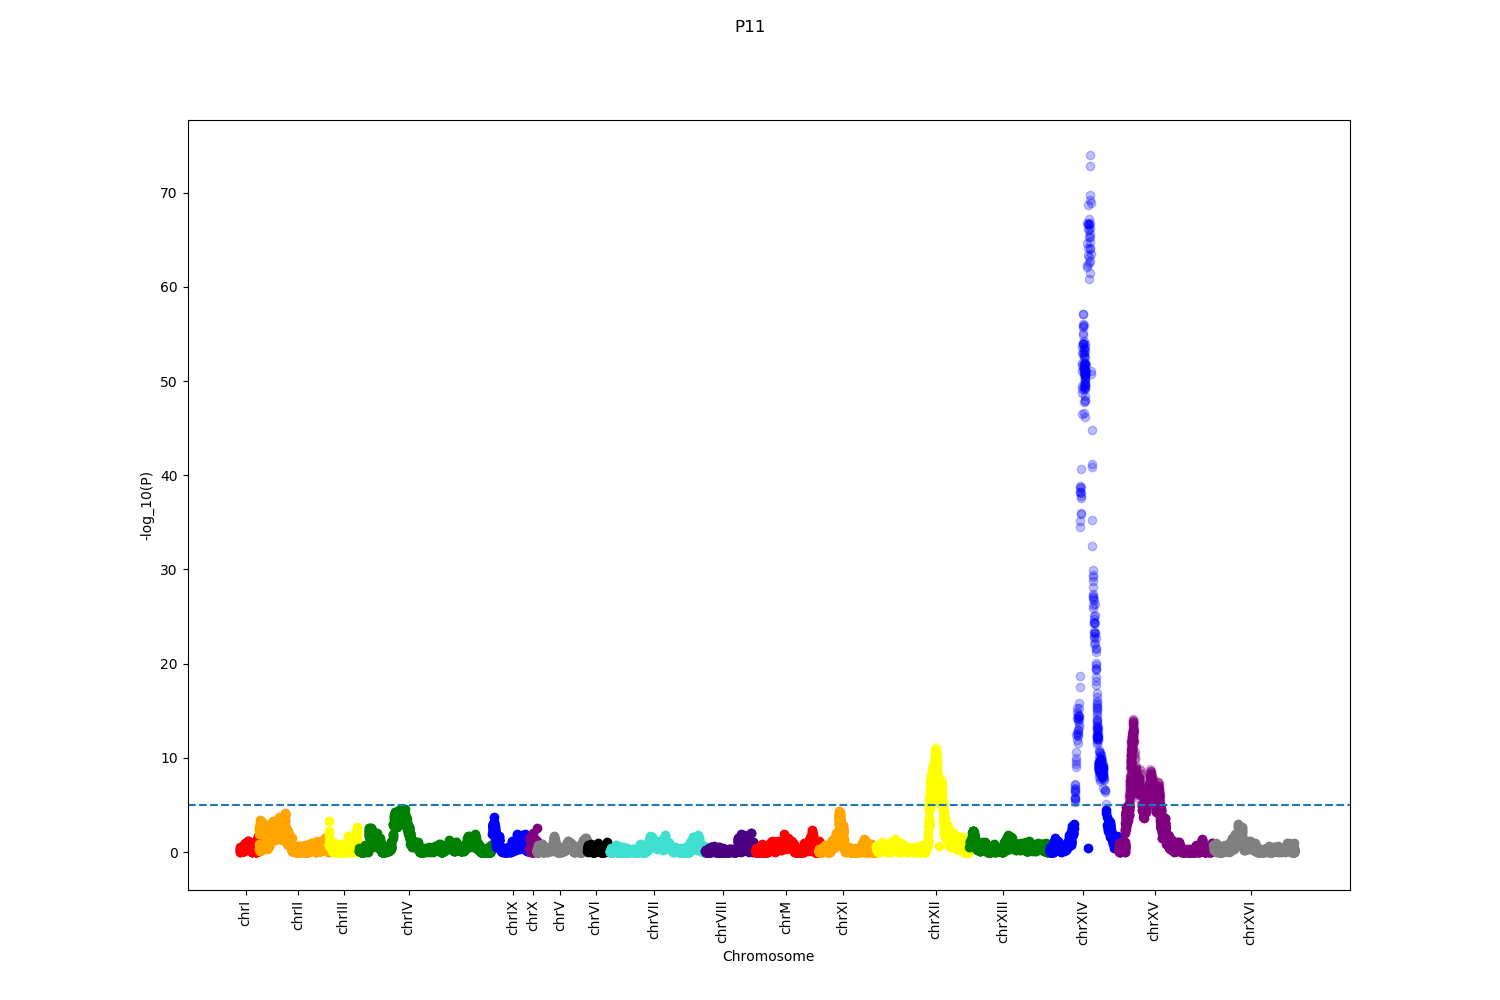 P11
70
60
50
40
30
20
10
0
-log_10(P)
chrI
chrII
chrIII
chrIV
chrIX
chrX
chrV
chrVI
chrVII
chrVIII
chrM
chrXI
chrXII
chrXIII
chrXIV
chrXV
chrXVI
Chromosome